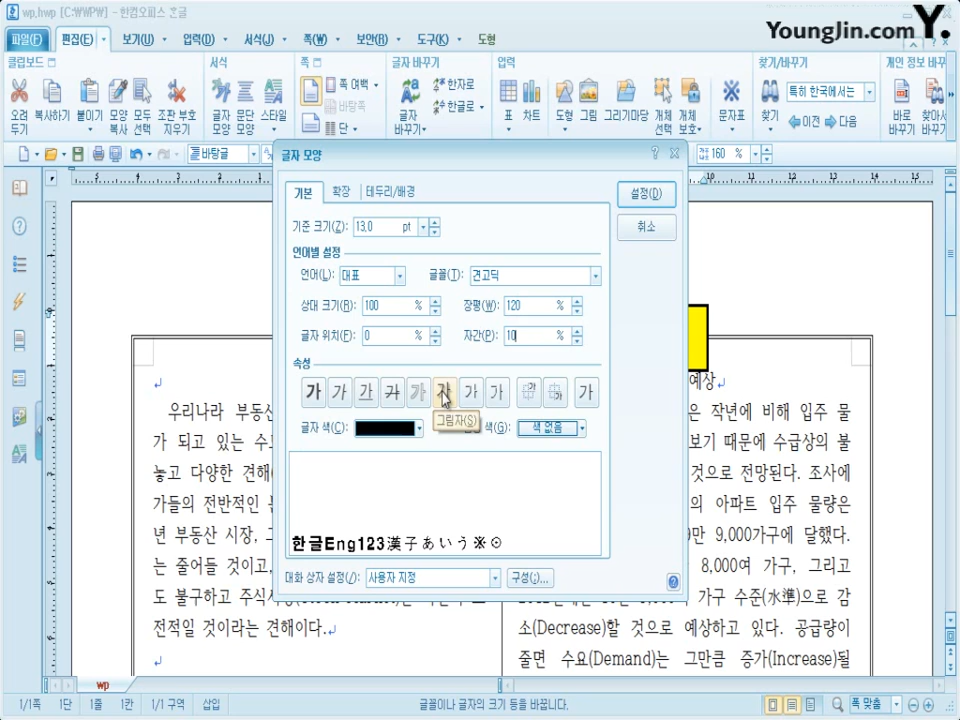 wp.hwp [C:\WPW] - 한컴오피스 한글
YoungJin.com Y.
파일(F) 편집(E) 보기(U) 입력(D) 서식(J) 쪽(W) 보안(R) 도구(K) 도형
클립보드 서식 쪽 글자 바꾸기 입력 찾기/바꾸기 개인 정보 바꾸
오려 두기 복사하기 붙이기 모양 복사 모두 선택 조판 부호 지우기 글자 모양 문단 모양 스타일 쪽 여백 바탕쪽 단 글자 바꾸기 한자로 한글로 표 차트 도형 그림 그리기마당 개체 선택 개체 보호 문자표 찾기 특히 한국에서는 이전 다음 바로 바꾸기 찾아서 바꾸기
바탕글 160 %
글자 모양
기본 확장 테두리/배경
설정(D)
취소
기준 크기(Z): 13.0 pt
언어별 설정
언어(L): 대표 글꼴(T): 견고딕
상대 크기(R): 100 % 장평(W): 120 %
글자 위치(E): 0 % 자간(P): 10 %
속성
가 가 가 가 가 가 가 가 가
그림자(S)
글자 색(C): 색(G): 색 없음
한글Eng123漢子あいう※⊙
대화 상자 설정(/): 사용자 지정 구성(;)...
우리나라 부동산
가 되고 있는 수
놓고 다양한 견해
가들의 전반적인
년 부동산 시장,
는 줄어들 것이고,
도 불구하고 주식
전적일 것이라는 견해이다.
예상
은 작년에 비해 입주 물
보기 때문에 수급상의 불
것으로 전망된다. 조사에
의 아파트 입주 물량은
만 9,000가구에 달했다.
8,000여 가구, 그리고
가구 수준(水準)으로 감
소(Decrease)할 것으로 예상하고 있다. 공급량이
줄면 수요(Demand)는 그만큼 증가(Increase)될
wp
1/1쪽 1단 1줄 1칸 1/1 구역 삽입 글꼴이나 글자의 크기 등을 바꿉니다. 폭 맞춤